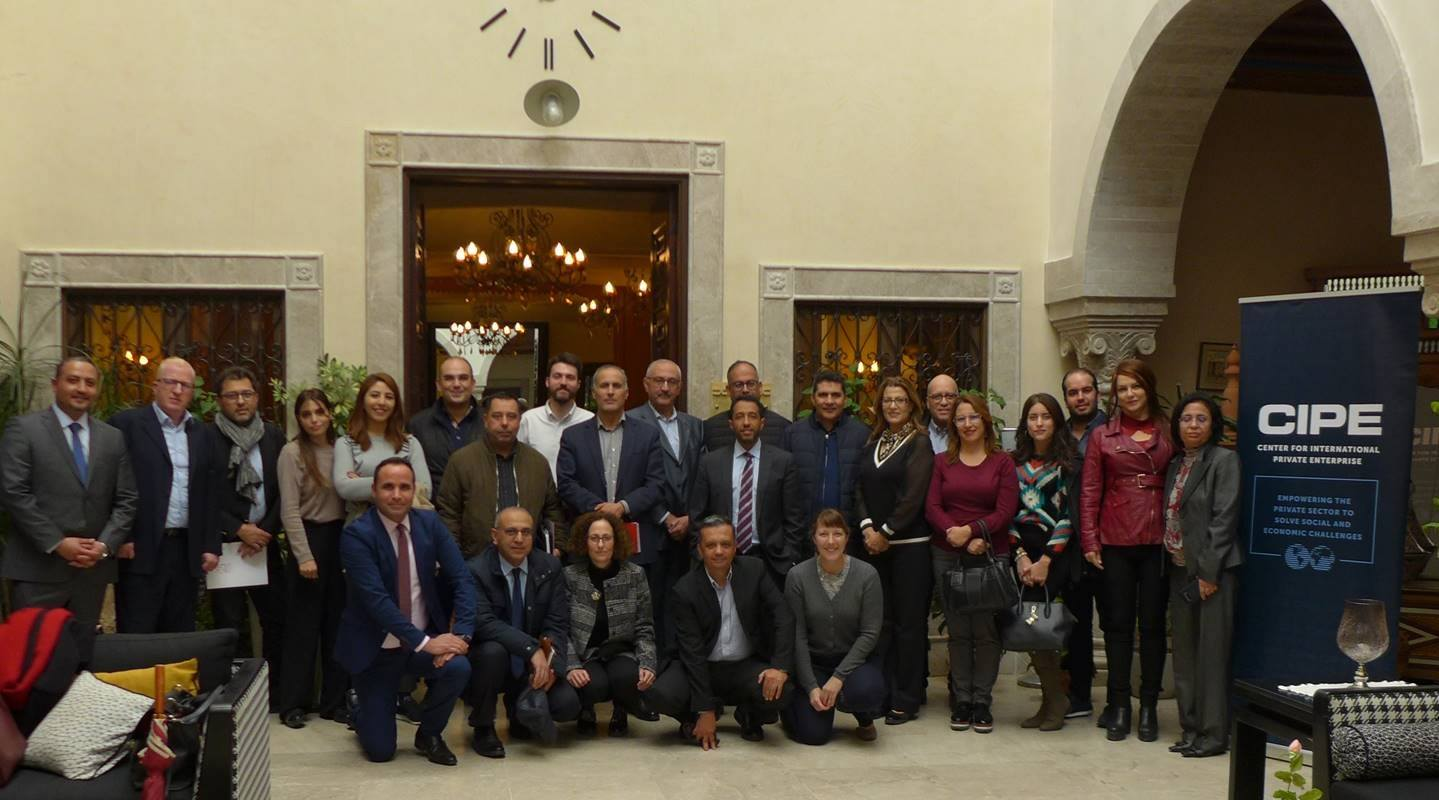 CIPE
CENTER FOR INTERNATIONAL
PRIVATE ENTERPRISE
EMPOWERING THE
PRIVATE SECTOR TO
SOLVE SOCIAL AND
ECONOMIC CHALLENGES